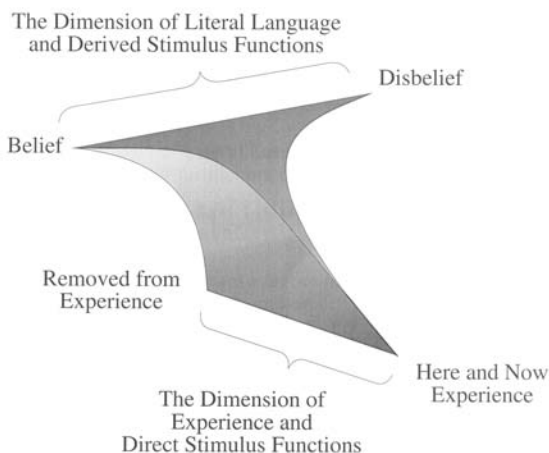 The Dimension of Literal Language
and Derived Stimulus Functions
Disbelief
Belief
Removed from
Experience
Here and Now
Experience
The Dimension of
Experience and
Direct Stimulus Functions